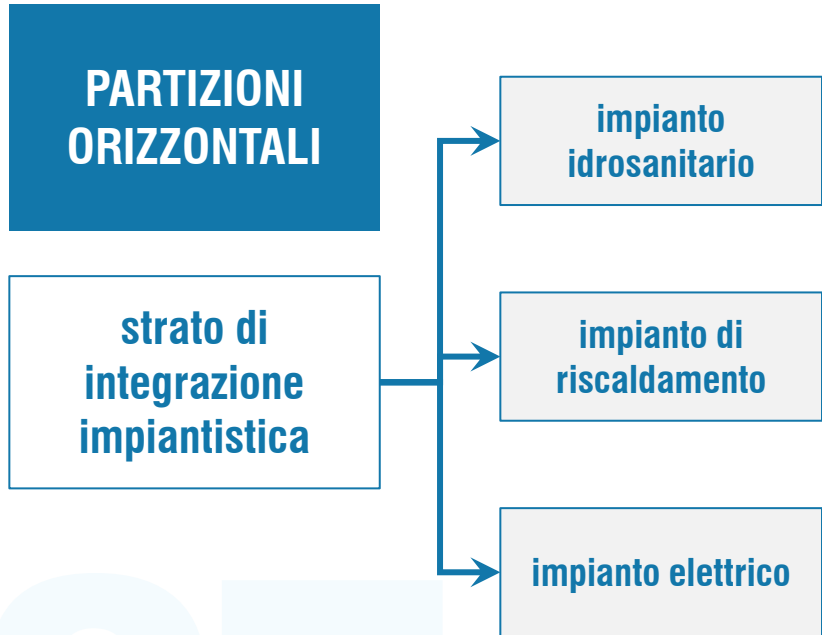 PARTIZIONI
ORIZZONTALI
strato di
integrazione
impiantistica
impianto
idrosanitario
impianto di
riscaldamento
impianto elettrico